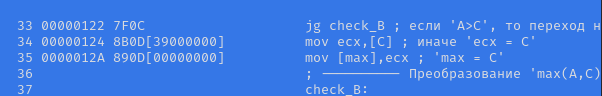 33 00000122 7F0C jg check_B ; если 'A>C', то переход н
34 00000124 8B0D[39000000] mov ecx,[C] ; иначе 'ecx = C'
35 0000012A 890D[00000000] mov [max],ecx ; 'max = C'
36 ; ---------- Преобразование 'max(A,C)
37 check_B: